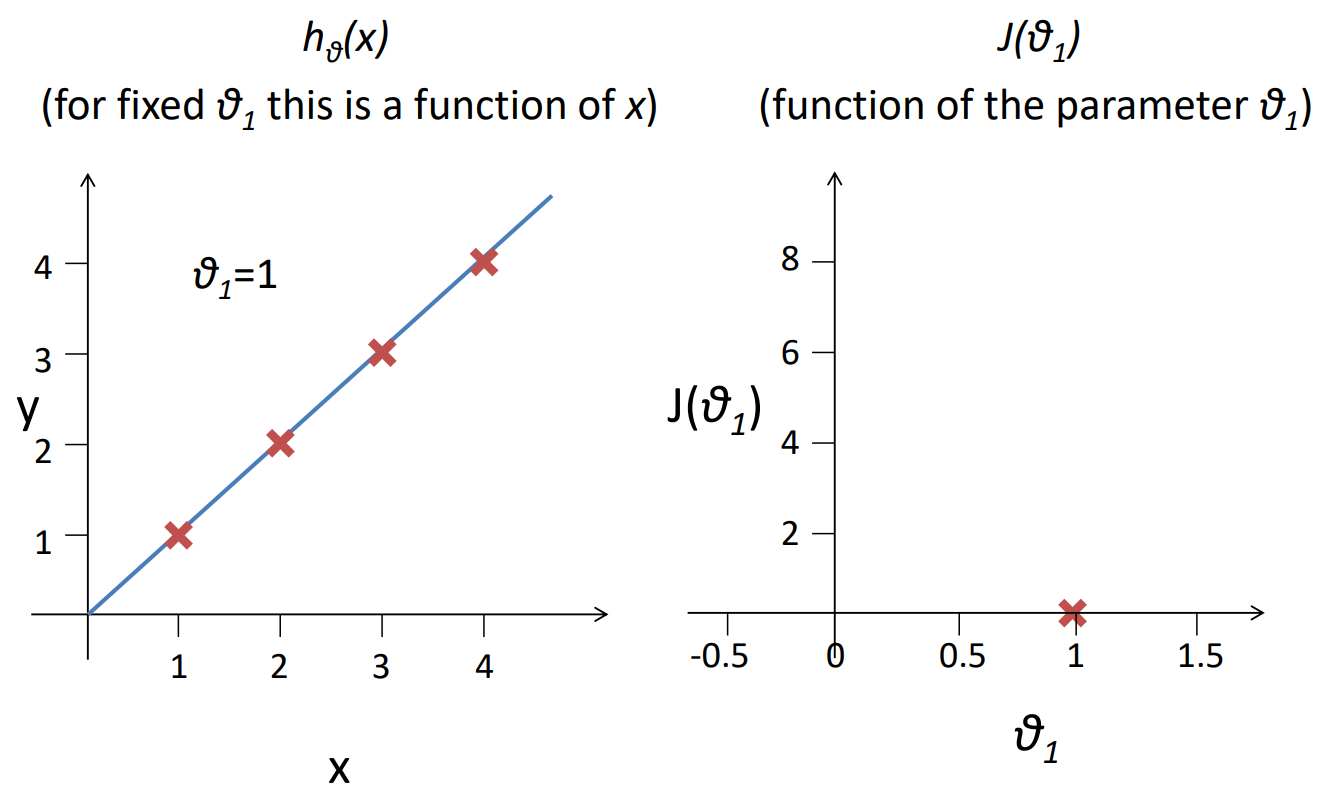 hϑ(x)
(for fixed ϑ1 this is a function of x)
ϑ1=1
4
3
y
2
1
1 2 3 4
x
J(ϑ1)
(function of the parameter ϑ1)
8
6
J(ϑ1)
4
2
-0.5 0 0.5 1 1.5
ϑ1